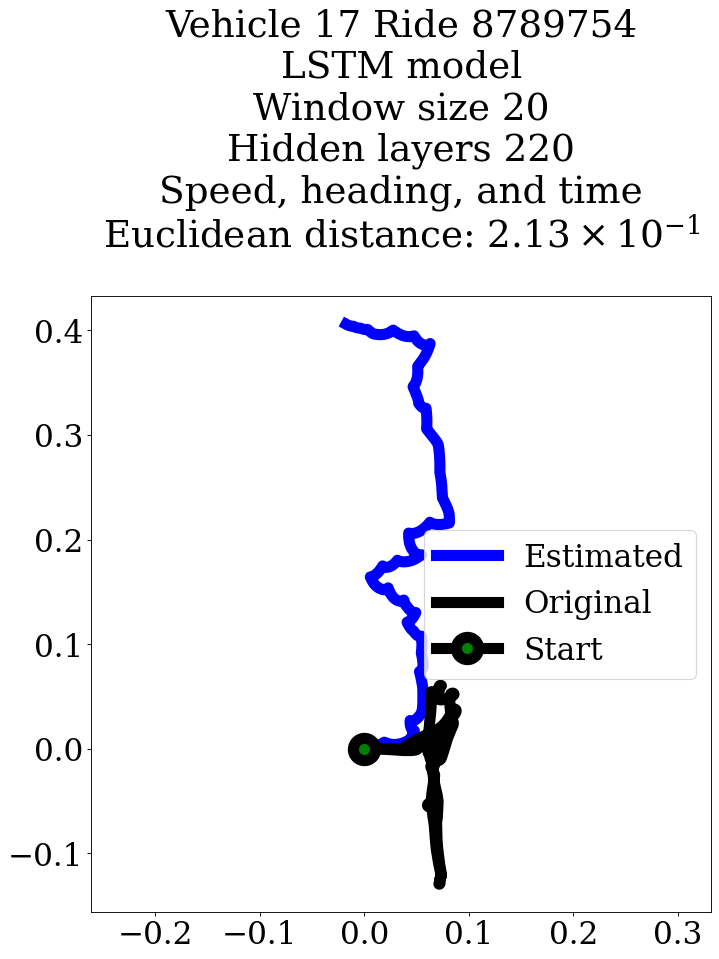 Vehicle 17 Ride 8789754
LSTM model
Window size 20
Hidden layers 220
Speed, heading, and time
Euclidean distance: 2.13 × 10⁻¹
0.4
0.3
0.2
0.1
0.0
−0.1
Estimated
Original
Start
−0.2 −0.1 0.0 0.1 0.2 0.3